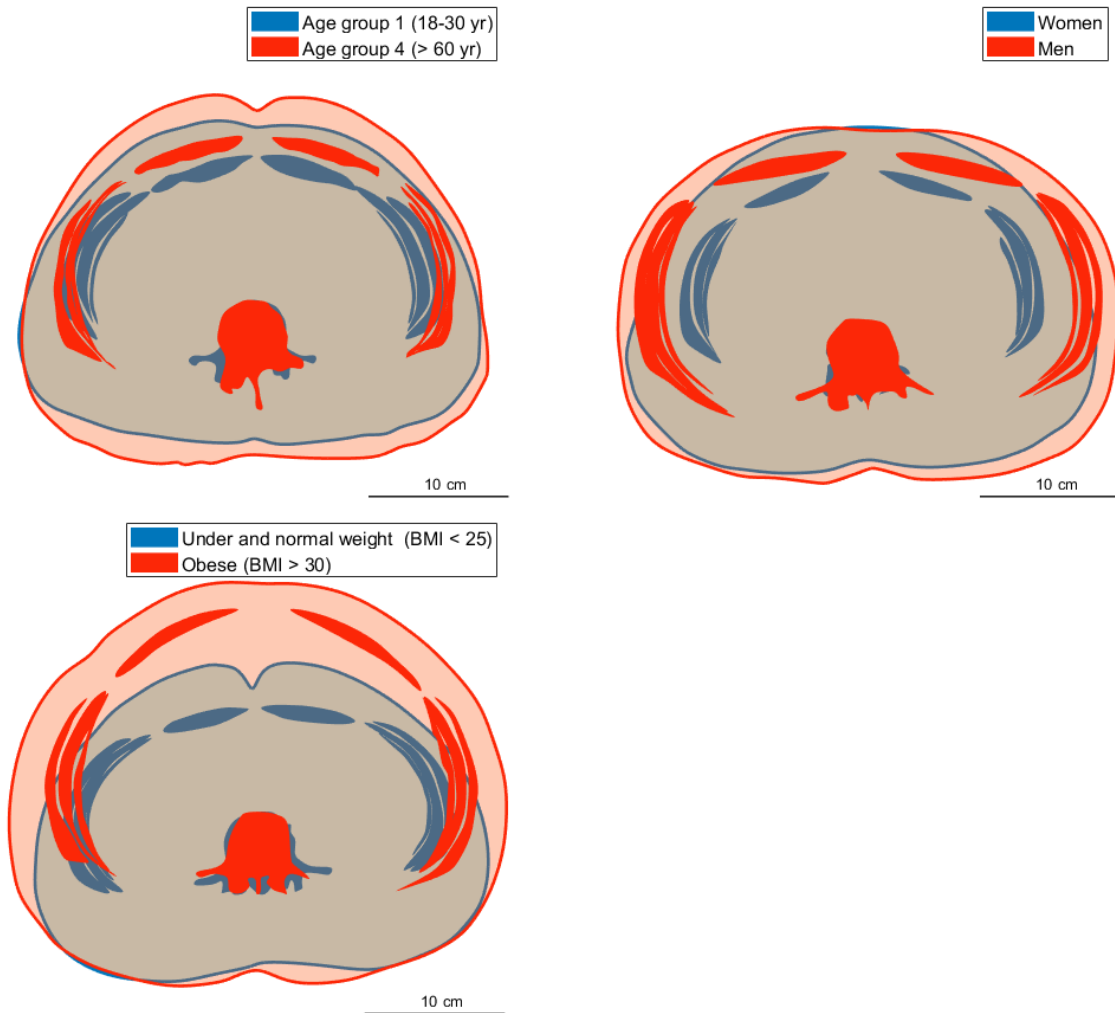 Age group 1 (18-30 yr)
Age group 4 (> 60 yr)
Women
Men
10 cm
10 cm
Under and normal weight  (BMI < 25)
Obese (BMI > 30)
10 cm